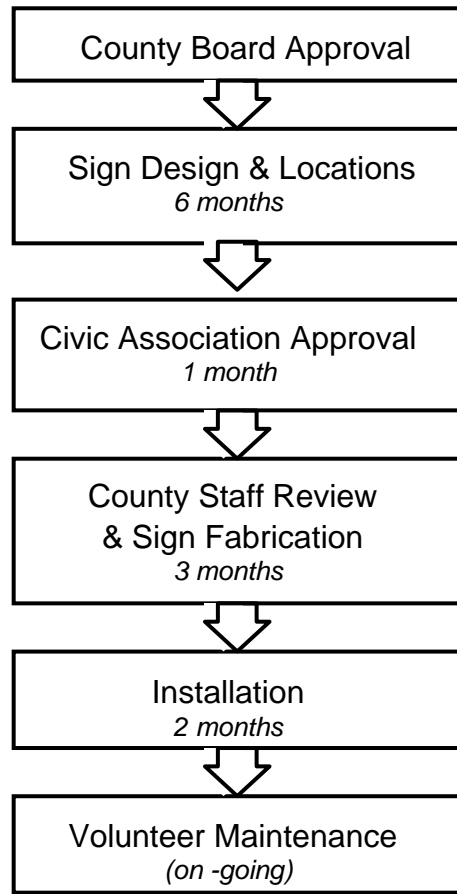 County Board Approval
Sign Design & Locations
6 months
Civic Association Approval
1 month
County Staff Review
& Sign Fabrication
3 months
Installation
2 months
Volunteer Maintenance
(on -going)